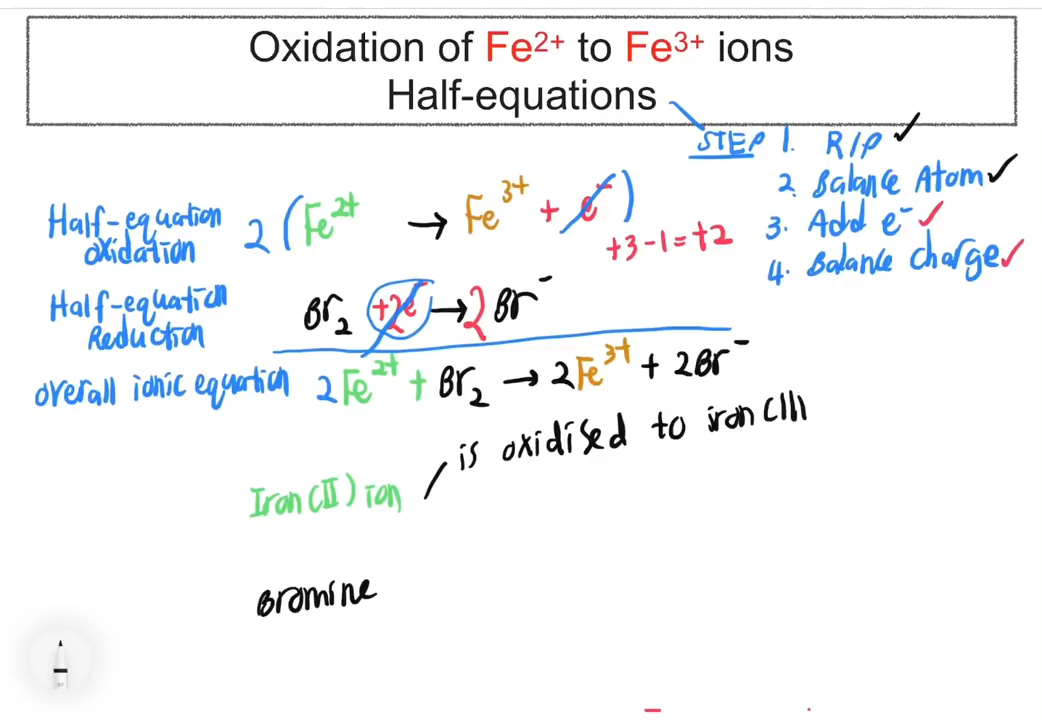 Oxidation of Fe²⁺ to Fe³⁺ ions
Half-equations
STEP 1. R/P ✓
2. Balance Atom ✓
3. Add e⁻ ✓
4. Balance charge ✓
Half-equation oxidation 2 ( Fe²⁺ → Fe³⁺ + e⁻ )
+3 - 1 = +2
Half-equation Reduction Br₂ +2e⁻ → 2Br⁻
overall ionic equation 2Fe²⁺ + Br₂ → 2Fe³⁺ + 2Br⁻
is oxidised to iron(III
Iron(II) ion
Bromine